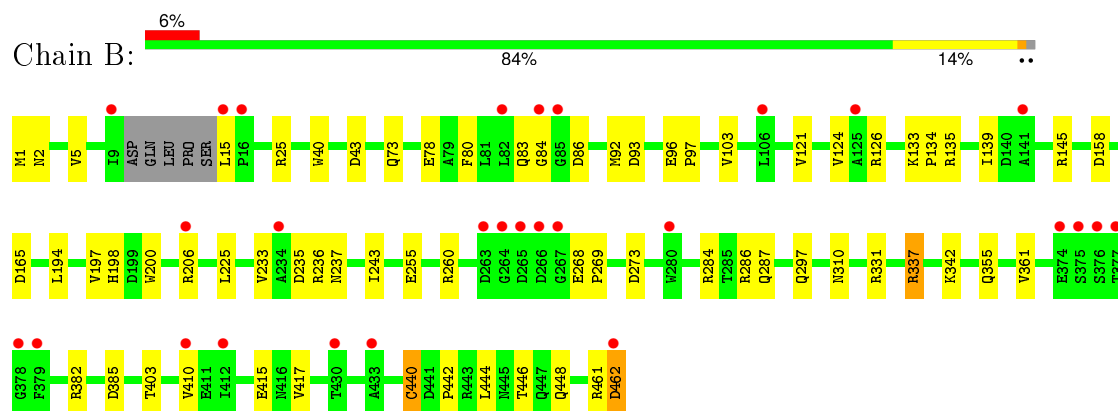 6%
Chain B:
84% 14% ••
M1 N2 V5 I9 ASP GLN LEU PRO SER L15 P16 R25 W40 D43 Q73 E78 A79 F80 L81 L82 Q83 G84 G85 D86 M92 D93 E96 P97 V103 L106 V121 V124 A125 R126 K133 P134 R135 I139 D140 A141 R145 D158
D165 L194 V197 H198 D199 W200 R206 L225 V233 A234 D235 R236 N237 I243 E255 R260 D263 G264 D265 D266 G267 E268 P269 D273 W280 R284 T285 R286 Q287 Q297 N310 R331 R337 K342 Q355 V361 E374 S375 S376 T377
G378 F379 R382 D385 T403 V410 E411 I412 E415 N416 V417 T430 A433 C440 D441 P442 R443 L444 N445 T446 Q447 Q448 R461 D462